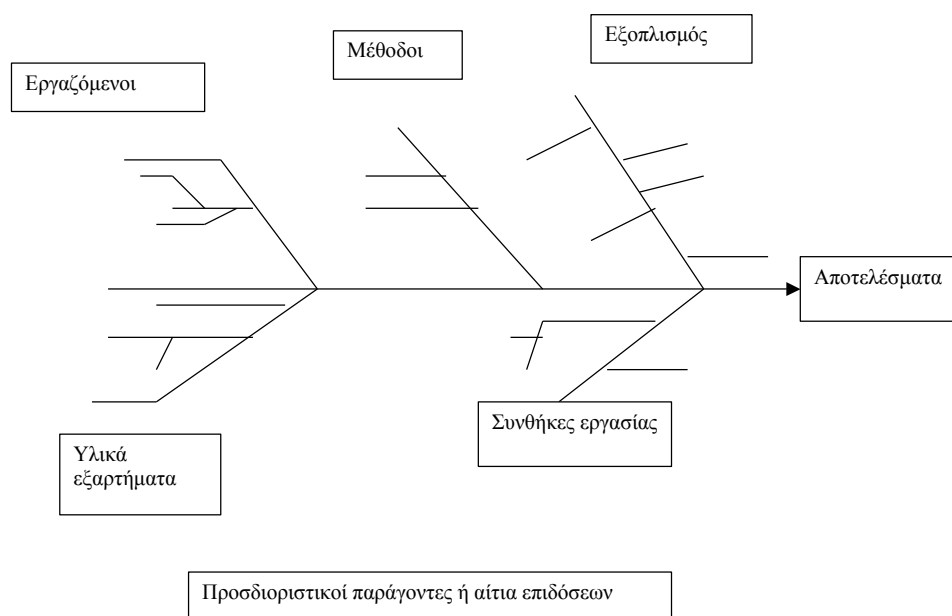 Εξοπλισμός
Μέθοδοι
Εργαζόμενοι
Αποτελέσματα
Συνθήκες εργασίας
Υλικά
εξαρτήματα
Προσδιοριστικοί παράγοντες ή αίτια επιδόσεων